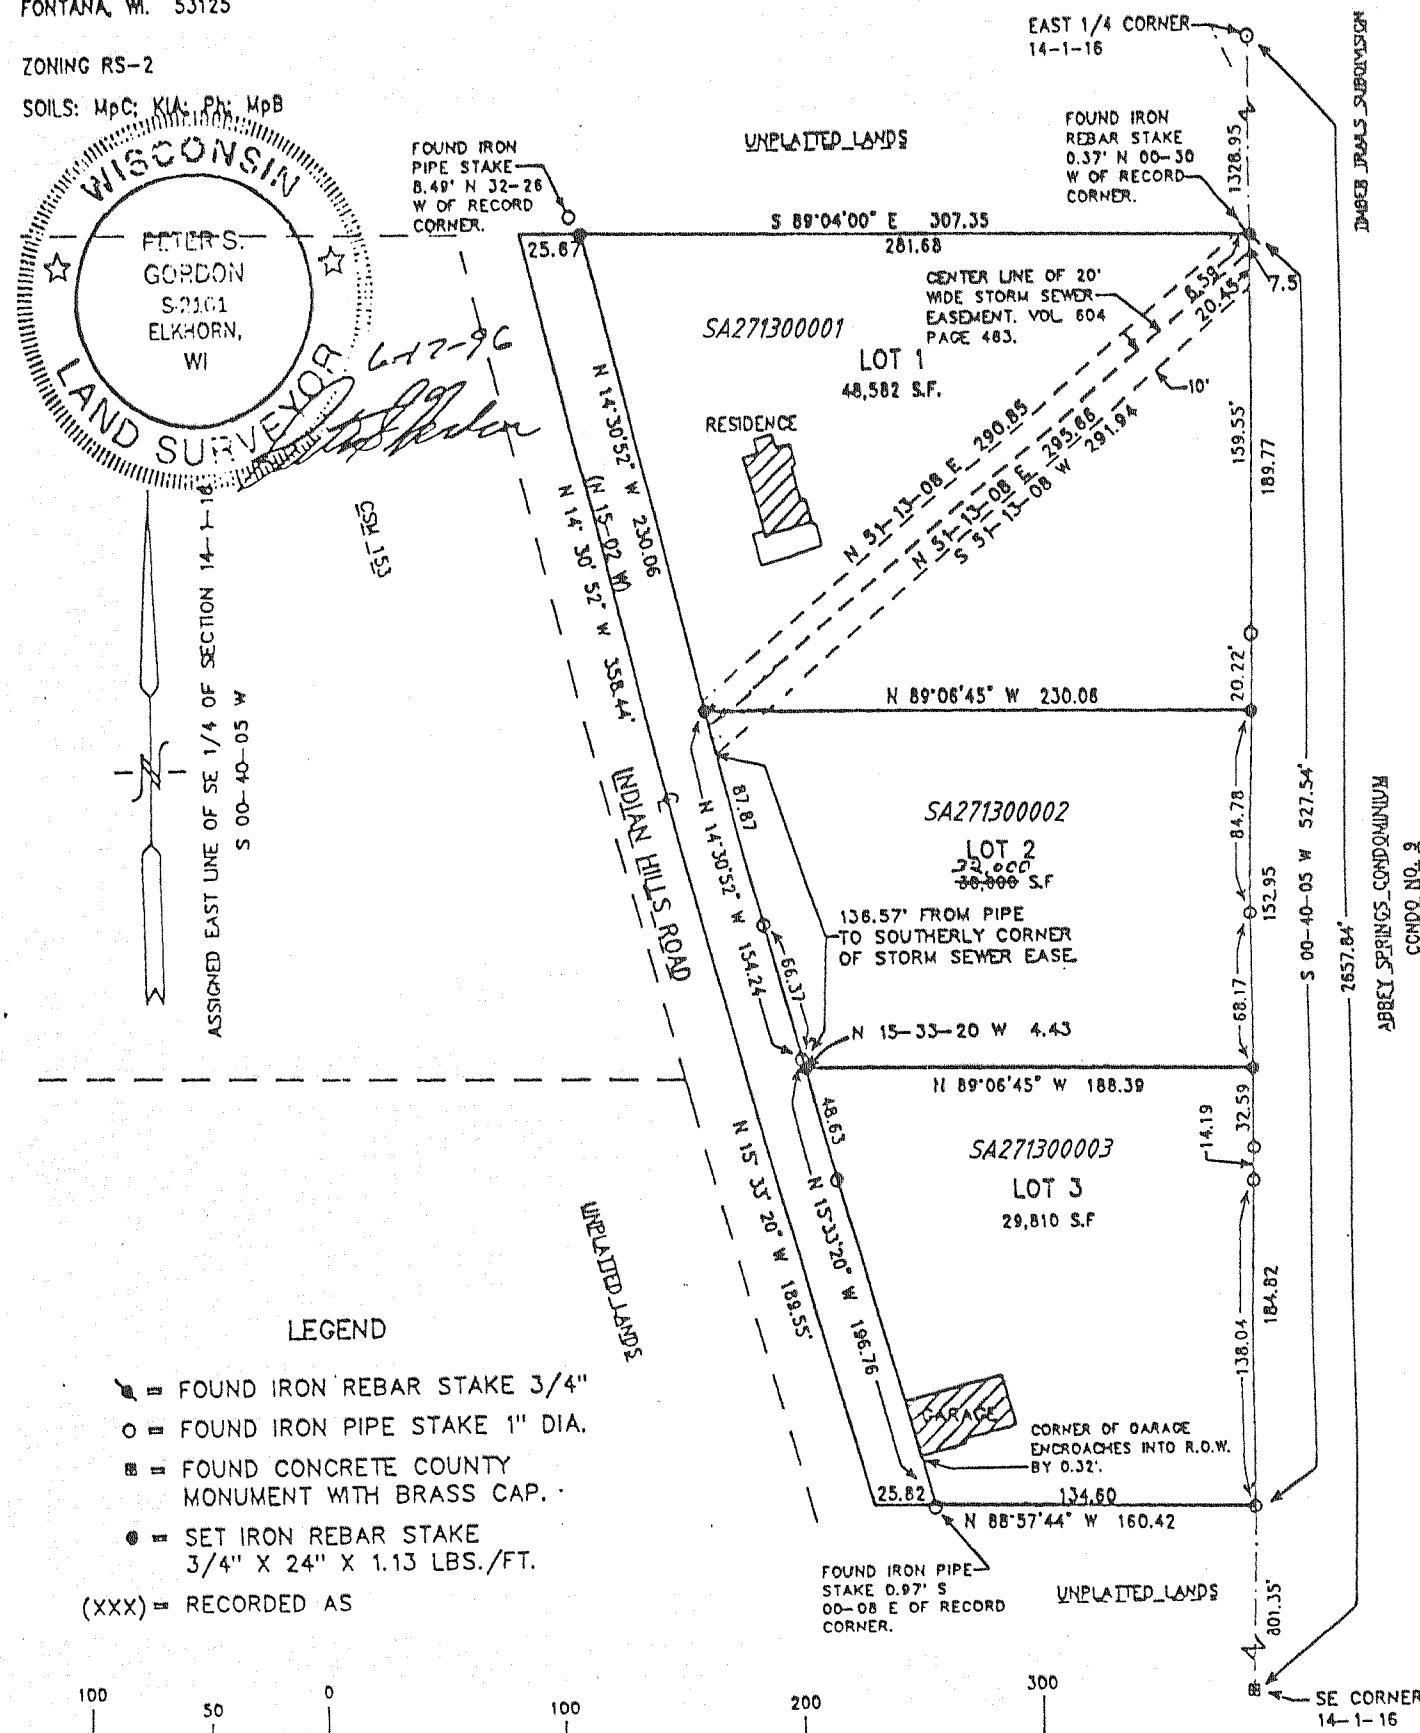 FONTANA, WI. 53125
ZONING RS-2
SOILS: MpC; KlA; Ph; MpB
WISCONSIN
LAND SURVEYOR
PETER S.
GORDON
S-2101
ELKHORN,
WI
6-17-96
EAST 1/4 CORNER
14-1-16
FOUND IRON
PIPE STAKE
8.49' N 32-26
W OF RECORD
CORNER.
UNPLATTED LANDS
FOUND IRON
REBAR STAKE
0.37' N 00-30
W OF RECORD
CORNER.
1328.95
S 89°04'00" E 307.35
25.67
281.68
7.5
8.59
20.45
CENTER LINE OF 20'
WIDE STORM SEWER
EASEMENT. VOL 604
PAGE 483.
SA271300001
LOT 1
48,582 S.F.
10'
RESIDENCE
N 14°30'52" W 230.06
(N 15-02 W)
N 14° 30' 52" W 358.44'
N 51-13-08 E 290.85
N 51-13-08 E 295.66
S 51-13-08 W 291.94
159.55'
189.77
20.22'
CSM 153
ASSIGNED EAST LINE OF SE 1/4 OF SECTION 14-1-16
S 00-40-05 W
N
N 89°06'45" W 230.08
INDIAN HILLS ROAD
87.87
N 14°30'52" W 154.24
66.37
SA271300002
LOT 2
32,000
30,000 S.F
84.78
152.95
68.17
136.57' FROM PIPE
TO SOUTHERLY CORNER
OF STORM SEWER EASE.
N 15-33-20 W 4.43
N 89°06'45" W 188.39
48.63
32.59
14.19
SA271300003
LOT 3
29,810 S.F
N 15° 33' 20" W 189.55'
N 15°33'20" W 196.76
138.04
184.82
S 00-40-05 W 527.54'
2657.84'
ABBEY SPRINGS CONDOMINIUM
CONDO NO. 9
UNPLATTED LANDS
GARAGE
CORNER OF GARAGE
ENCROACHES INTO R.O.W.
BY 0.32'.
25.82
134.60
N 88°57'44" W 160.42
FOUND IRON PIPE
STAKE 0.97' S
00-08 E OF RECORD
CORNER.
UNPLATTED LANDS
801.35'
SE CORNER
14-1-16
LEGEND
= FOUND IRON REBAR STAKE 3/4"
= FOUND IRON PIPE STAKE 1" DIA.
= FOUND CONCRETE COUNTY
MONUMENT WITH BRASS CAP.
= SET IRON REBAR STAKE
3/4" X 24" X 1.13 LBS./FT.
(XXX) = RECORDED AS
100 50 0 100 200 300